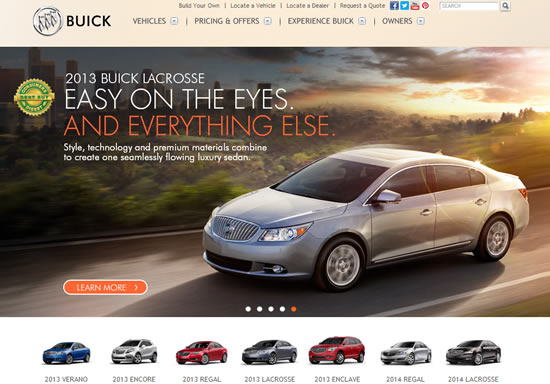 Build Your Own | Locate a Vehicle | Locate a Dealer | Request a Quote
SEARCH
BUICK
VEHICLES | PRICING & OFFERS | EXPERIENCE BUICK | OWNERS
2013 BUICK LACROSSE
EASY ON THE EYES.
AND EVERYTHING ELSE.
Style, technology and premium materials combine
to create one seamlessly flowing luxury sedan.
BEST BUY
LEARN MORE
2013 VERANO
2013 ENCORE
2013 REGAL
2013 LACROSSE
2013 ENCLAVE
2014 REGAL
2014 LACROSSE